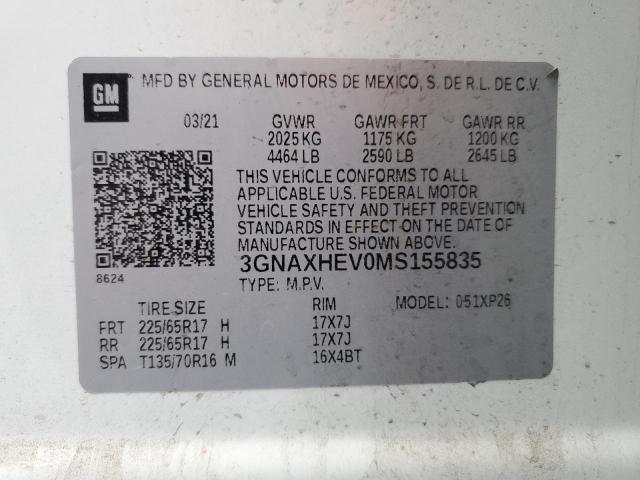 GM
MFD BY GENERAL MOTORS DE MEXICO, S. DE R.L. DE C.V.
03/21 GVWR GAWR FRT GAWR RR
2025 KG 1175 KG 1200 KG
4464 LB 2590 LB 2645 LB
THIS VEHICLE CONFORMS TO ALL
APPLICABLE U.S. FEDERAL MOTOR
VEHICLE SAFETY AND THEFT PREVENTION
STANDARDS IN EFFECT ON THE DATE OF
MANUFACTURE SHOWN ABOVE.
8624
3GNAXHEV0MS155835
TYPE: M.P.V. MODEL: 051XP26
TIRE SIZE RIM
FRT 225/65R17 H 17X7J
RR 225/65R17 H 17X7J
SPA T135/70R16 M 16X4BT